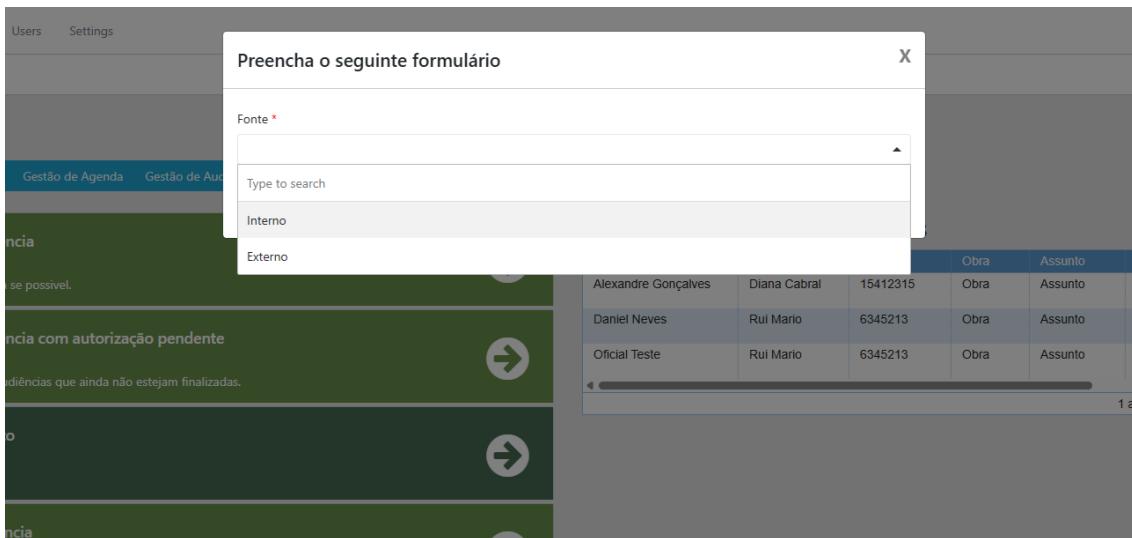 Users Settings
Preencha o seguinte formulário X
Fonte *
Type to search
Interno
Externo
Gestão de Agenda Gestão de Aud
ncia
se possivel.
ncia com autorização pendente
udiências que ainda não estejam finalizadas.
o
ncia
Obra Assunto
Alexandre Gonçalves Diana Cabral 15412315 Obra Assunto
Daniel Neves Rui Mario 6345213 Obra Assunto
Oficial Teste Rui Mario 6345213 Obra Assunto
1 a